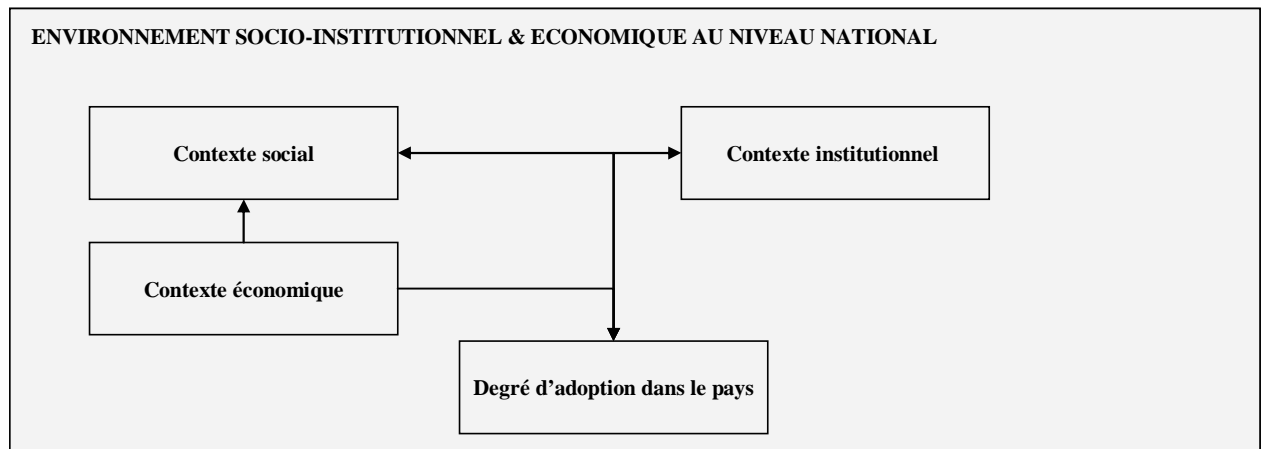 ENVIRONNEMENT SOCIO-INSTITUTIONNEL & ECONOMIQUE AU NIVEAU NATIONAL
Contexte social
Contexte institutionnel
Contexte économique
Degré d’adoption dans le pays